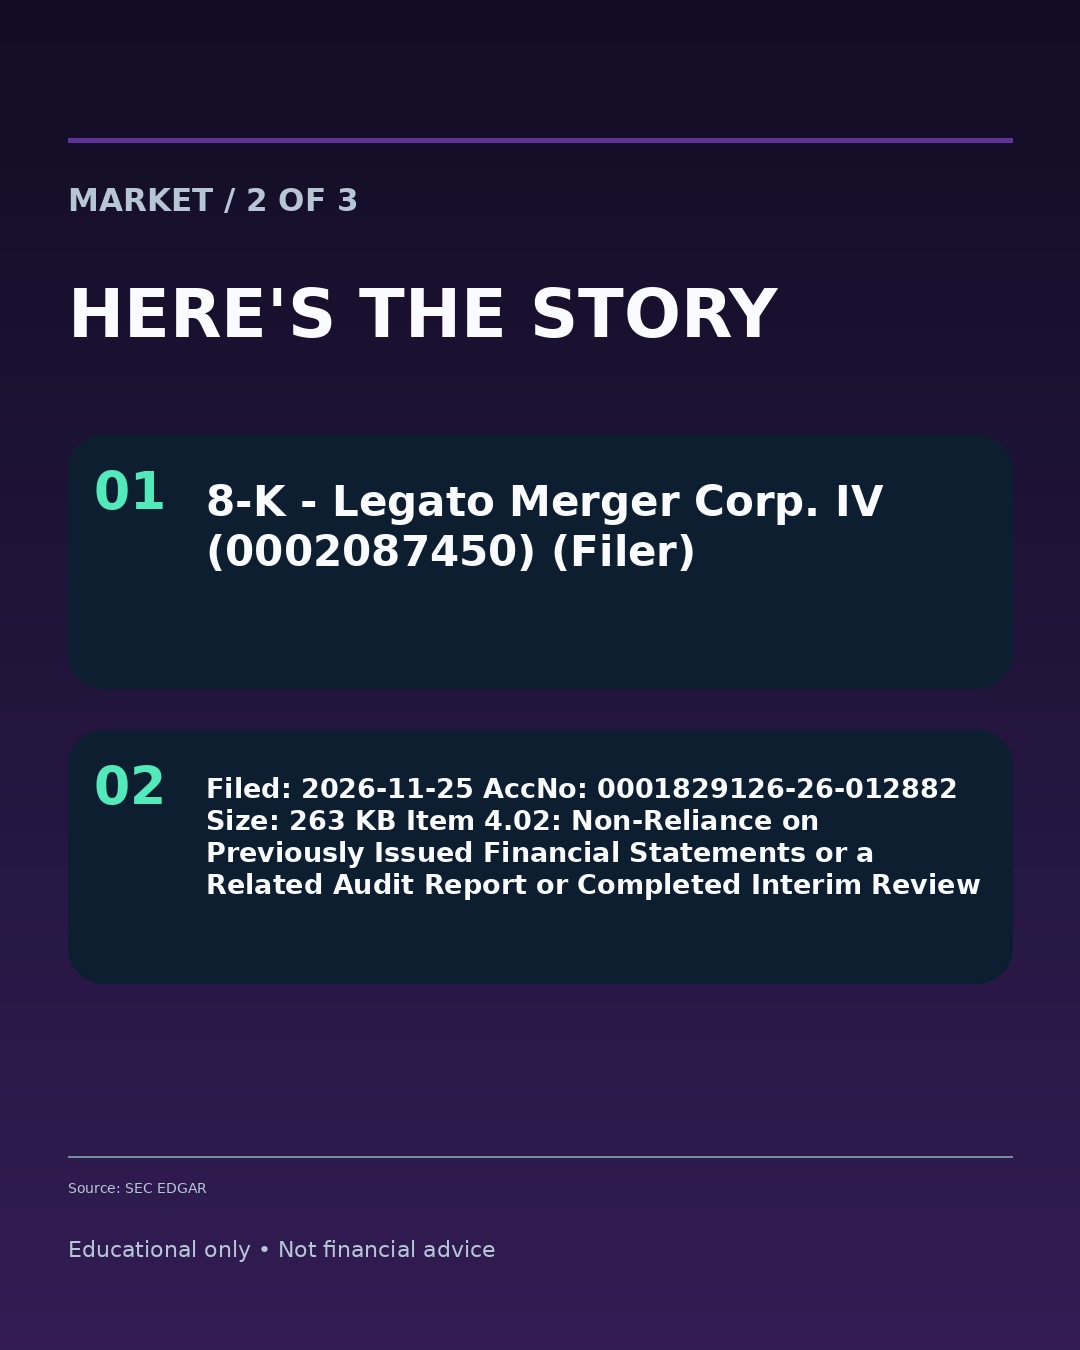 MARKET / 2 OF 3
HERE'S THE STORY
01
8-K - Legato Merger Corp. IV
(0002087450) (Filer)
02
Filed: 2026-11-25 AccNo: 0001829126-26-012882
Size: 263 KB Item 4.02: Non-Reliance on
Previously Issued Financial Statements or a
Related Audit Report or Completed Interim Review
Source: SEC EDGAR
Educational only • Not financial advice